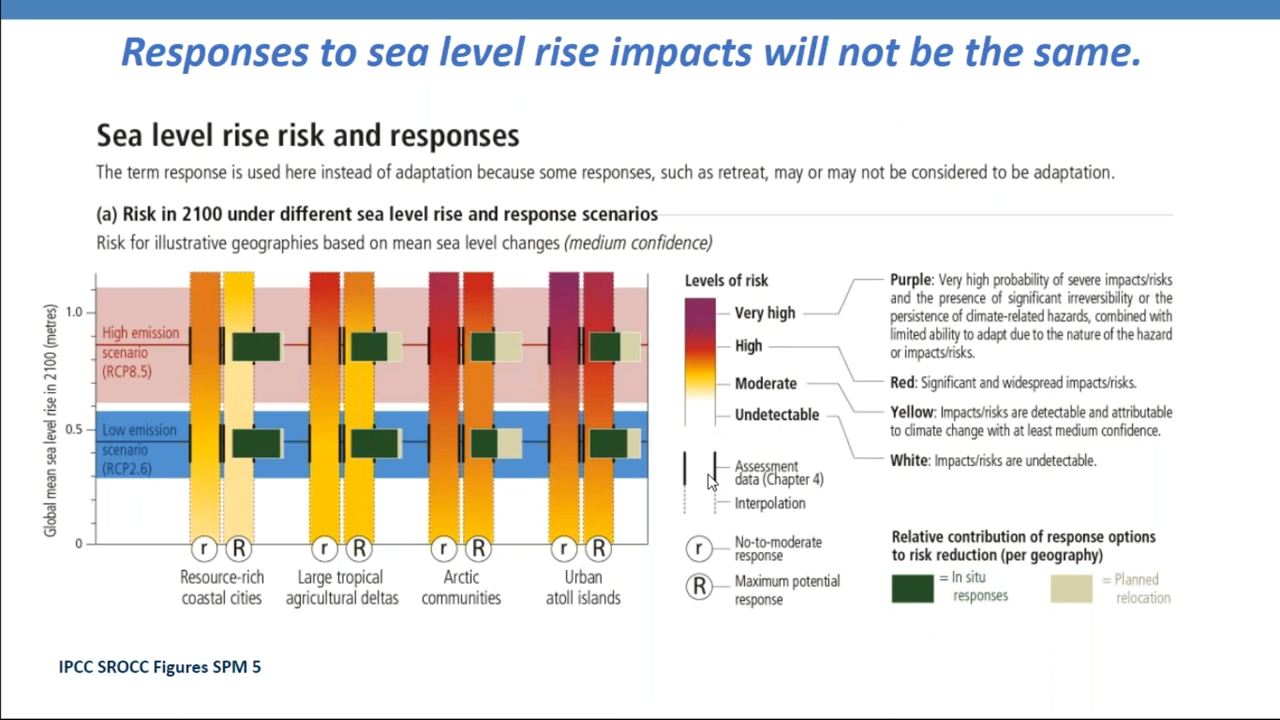 Responses to sea level rise impacts will not be the same.
Sea level rise risk and responses
The term response is used here instead of adaptation because some responses, such as retreat, may or may not be considered to be adaptation.
(a) Risk in 2100 under different sea level rise and response scenarios
Risk for illustrative geographies based on mean sea level changes (medium confidence)
Global mean sea level rise in 2100 (metres)
1.0
0.5
0
High emission
scenario
(RCP8.5)
Low emission
scenario
(RCP2.6)
r R r R r R r R
Resource-rich
coastal cities
Large tropical
agricultural deltas
Arctic
communities
Urban
atoll islands
Levels of risk
Very high
High
Moderate
Undetectable
Assessment
data (Chapter 4)
Interpolation
r
No-to-moderate
response
R
Maximum potential
response
Purple: Very high probability of severe impacts/risks
and the presence of significant irreversibility or the
persistence of climate-related hazards, combined with
limited ability to adapt due to the nature of the hazard
or impacts/risks.
Red: Significant and widespread impacts/risks.
Yellow: Impacts/risks are detectable and attributable
to climate change with at least medium confidence.
White: Impacts/risks are undetectable.
Relative contribution of response options
to risk reduction (per geography)
= In situ
responses
= Planned
relocation
IPCC SROCC Figures SPM 5